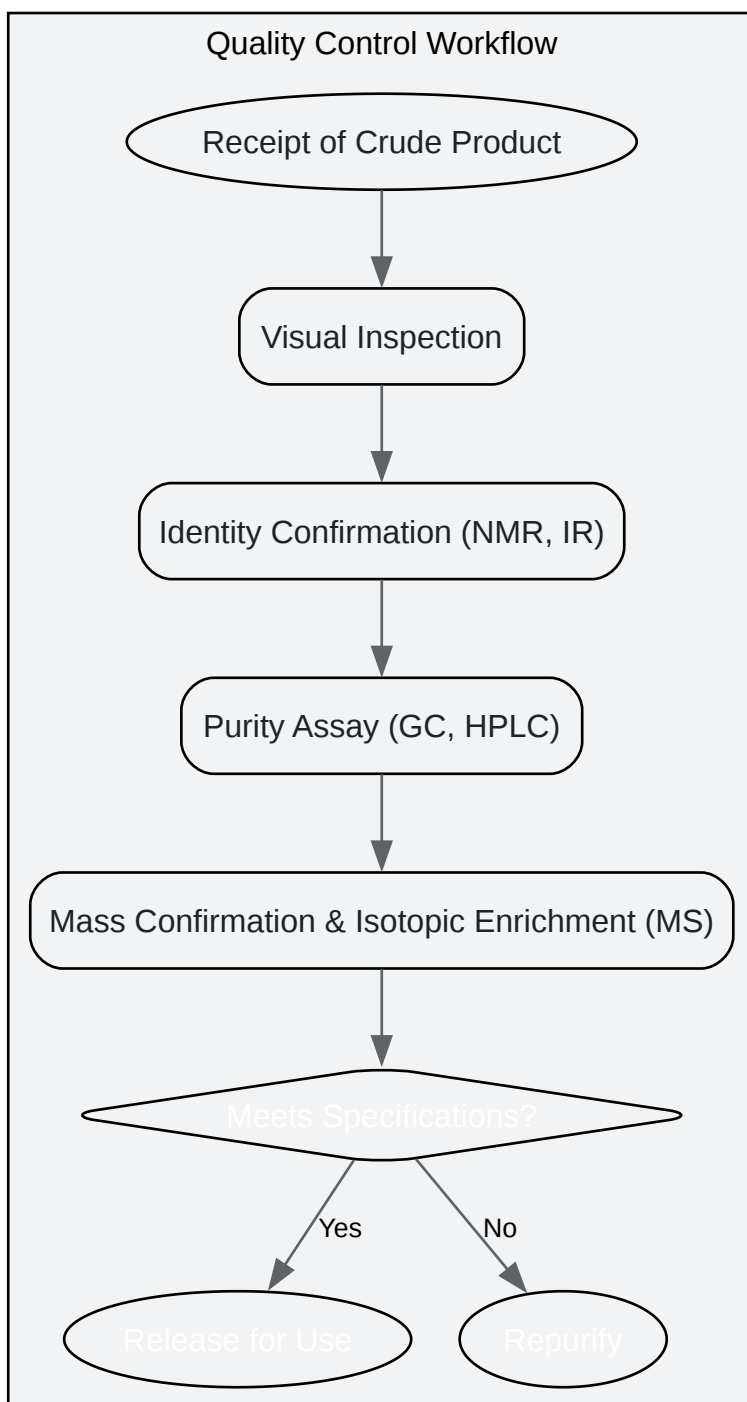 Quality Control Workflow
Receipt of Crude Product
Visual Inspection
Identity Confirmation (NMR, IR)
Purity Assay (GC, HPLC)
Mass Confirmation & Isotopic Enrichment (MS)
Meets Specifications?
Yes
No
Release for Use
Repurify